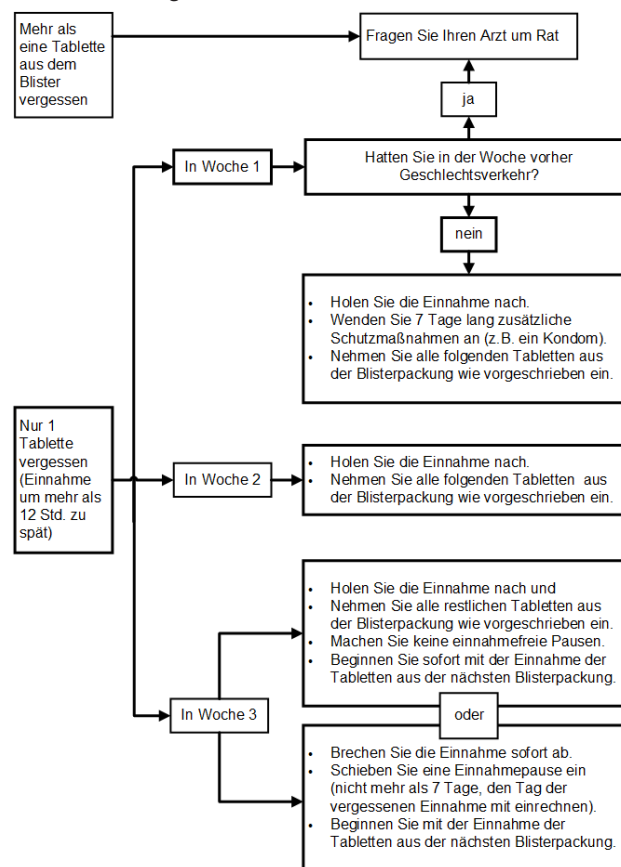 Mehr als
eine Tablette
aus dem
Blister
vergessen
Fragen Sie Ihren Arzt um Rat
ja
In Woche 1
Hatten Sie in der Woche vorher
Geschlechtsverkehr?
nein
• Holen Sie die Einnahme nach.
• Wenden Sie 7 Tage lang zusätzliche
Schutzmaßnahmen an (z.B. ein Kondom).
• Nehmen Sie alle folgenden Tabletten aus
der Blisterpackung wie vorgeschrieben ein.
Nur 1
Tablette
vergessen
(Einnahme
um mehr als
12 Std. zu
spät)
In Woche 2
• Holen Sie die Einnahme nach.
• Nehmen Sie alle folgenden Tabletten aus
der Blisterpackung wie vorgeschrieben ein.
In Woche 3
• Holen Sie die Einnahme nach und
• Nehmen Sie alle restlichen Tabletten aus
der Blisterpackung wie vorgeschrieben ein.
• Machen Sie keine einnahmefreie Pausen.
• Beginnen Sie sofort mit der Einnahme der
Tabletten aus der nächsten Blisterpackung.
oder
• Brechen Sie die Einnahme sofort ab.
• Schieben Sie eine Einnahmepause ein
(nicht mehr als 7 Tage, den Tag der
vergessenen Einnahme mit einrechnen).
• Beginnen Sie mit der Einnahme der
Tabletten aus der nächsten Blisterpackung.